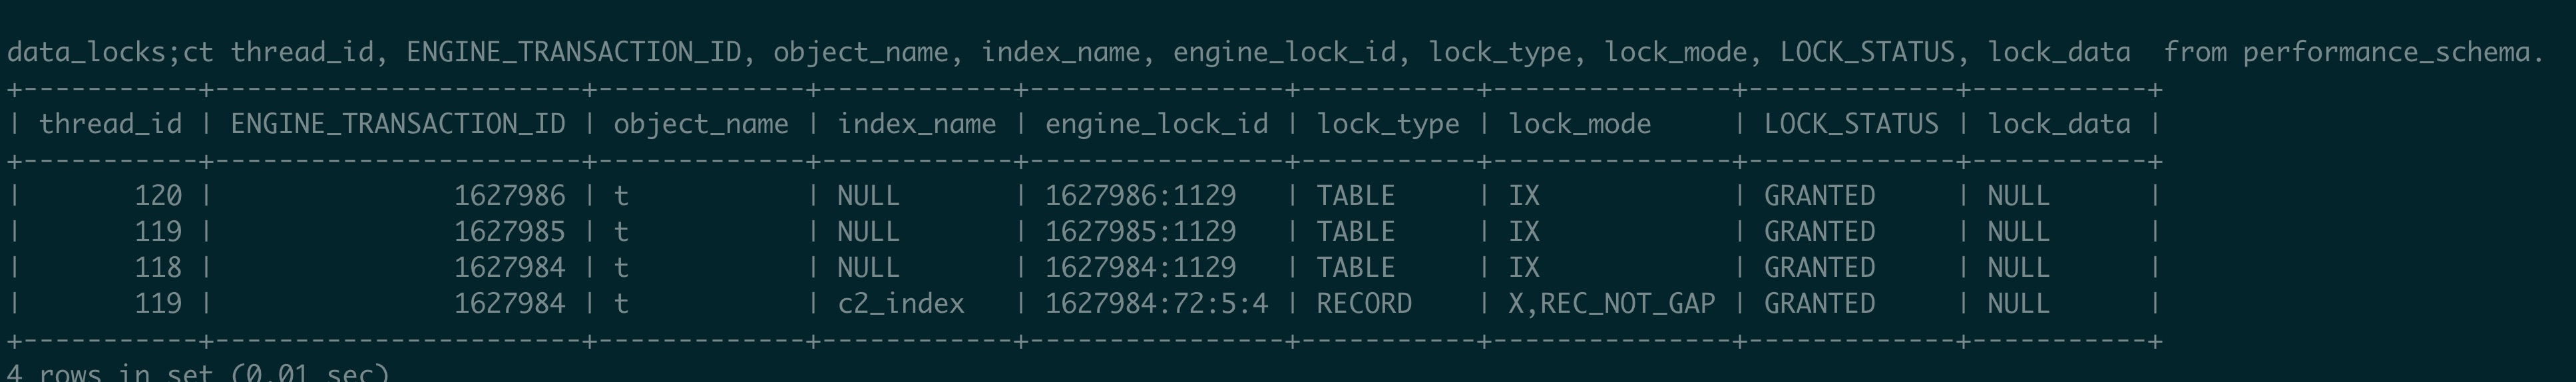 data_locks;ct thread_id, ENGINE_TRANSACTION_ID, object_name, index_name, engine_lock_id, lock_type, lock_mode, LOCK_STATUS, lock_data  from performance_schema.
+-----------+-----------------------+-------------+------------+----------------+-----------+---------------+-------------+-----------+
| thread_id | ENGINE_TRANSACTION_ID | object_name | index_name | engine_lock_id | lock_type | lock_mode     | LOCK_STATUS | lock_data |
+-----------+-----------------------+-------------+------------+----------------+-----------+---------------+-------------+-----------+
|       120 |               1627986 | t           | NULL       | 1627986:1129   | TABLE     | IX            | GRANTED     | NULL      |
|       119 |               1627985 | t           | NULL       | 1627985:1129   | TABLE     | IX            | GRANTED     | NULL      |
|       118 |               1627984 | t           | NULL       | 1627984:1129   | TABLE     | IX            | GRANTED     | NULL      |
|       119 |               1627984 | t           | c2_index   | 1627984:72:5:4 | RECORD    | X,REC_NOT_GAP | GRANTED     | NULL      |
+-----------+-----------------------+-------------+------------+----------------+-----------+---------------+-------------+-----------+
4 rows in set (0.01 sec)